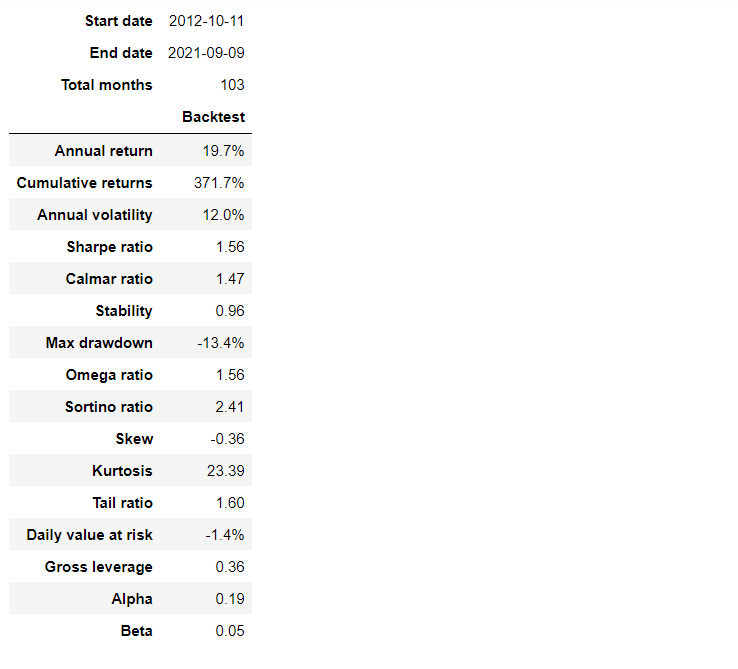 Start date 2012-10-11
End date 2021-09-09
Total months 103
Backtest
Annual return 19.7%
Cumulative returns 371.7%
Annual volatility 12.0%
Sharpe ratio 1.56
Calmar ratio 1.47
Stability 0.96
Max drawdown -13.4%
Omega ratio 1.56
Sortino ratio 2.41
Skew -0.36
Kurtosis 23.39
Tail ratio 1.60
Daily value at risk -1.4%
Gross leverage 0.36
Alpha 0.19
Beta 0.05